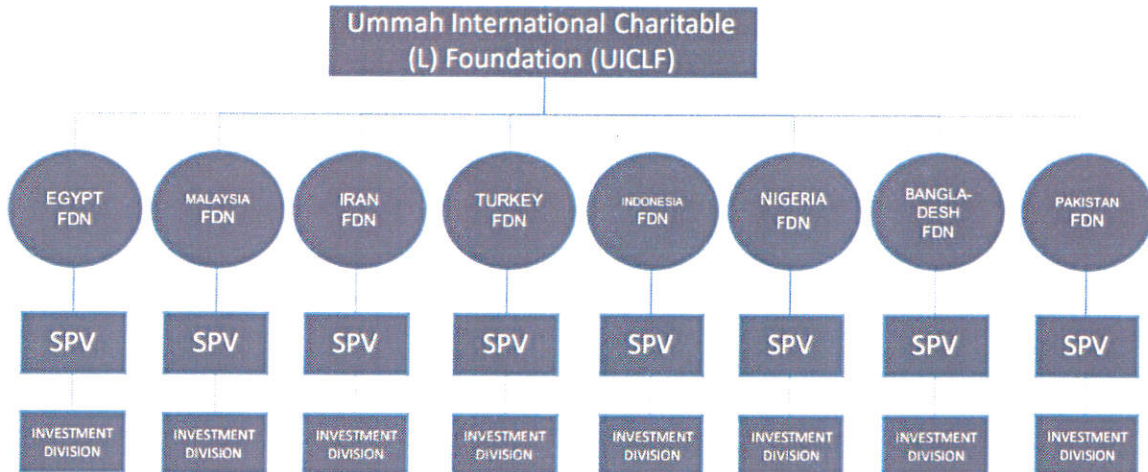 Ummah International Charitable
(L) Foundation (UICLF)
EGYPT
FDN
MALAYSIA
FDN
IRAN
FDN
TURKEY
FDN
INDONESIA
FDN
NIGERIA
FDN
BANGLA-
DESH
FDN
PAKISTAN
FDN
SPV
SPV
SPV
SPV
SPV
SPV
SPV
SPV
INVESTMENT
DIVISION
INVESTMENT
DIVISION
INVESTMENT
DIVISION
INVESTMENT
DIVISION
INVESTMENT
DIVISION
INVESTMENT
DIVISION
INVESTMENT
DIVISION
INVESTMENT
DIVISION